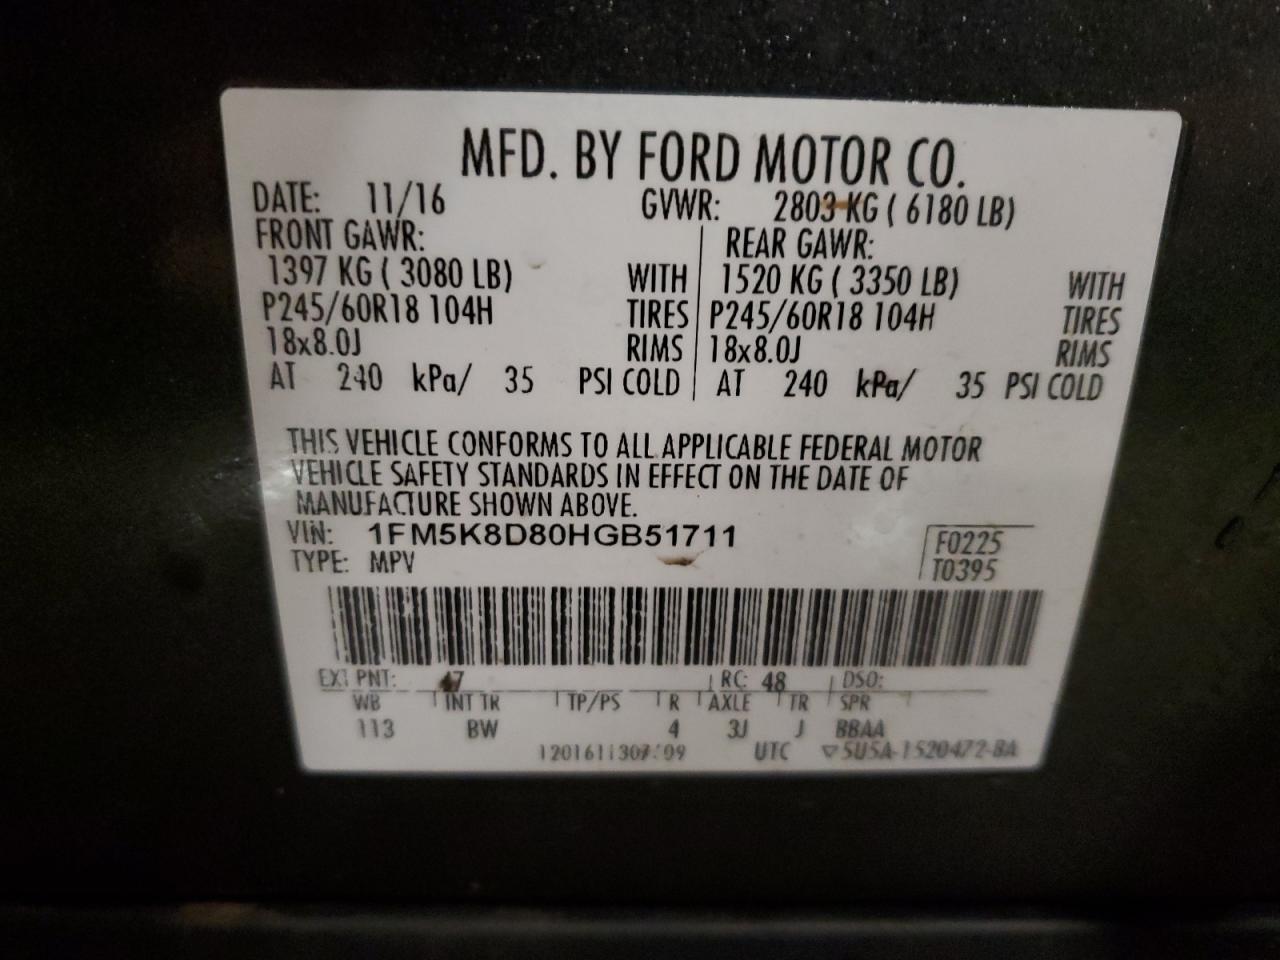 MFD. BY FORD MOTOR CO.
DATE: 11/16 GVWR: 2803 KG ( 6180 LB)
FRONT GAWR: REAR GAWR:
1397 KG ( 3080 LB) WITH 1520 KG ( 3350 LB) WITH
P245/60R18 104H TIRES P245/60R18 104H TIRES
18x8.0J RIMS 18x8.0J RIMS
AT 240 kPa/ 35 PSI COLD AT 240 kPa/ 35 PSI COLD
THIS VEHICLE CONFORMS TO ALL APPLICABLE FEDERAL MOTOR
VEHICLE SAFETY STANDARDS IN EFFECT ON THE DATE OF
MANUFACTURE SHOWN ABOVE.
VIN: 1FM5K8D80HGB51711
F0225
TYPE: MPV
T0395
EXT PNT: RC: 48 DSO:
WB INT TR TP/PS R AXLE TR SPR
113 BW 4 3J J BBAA
UTC ▽5U5A-1520472-BA